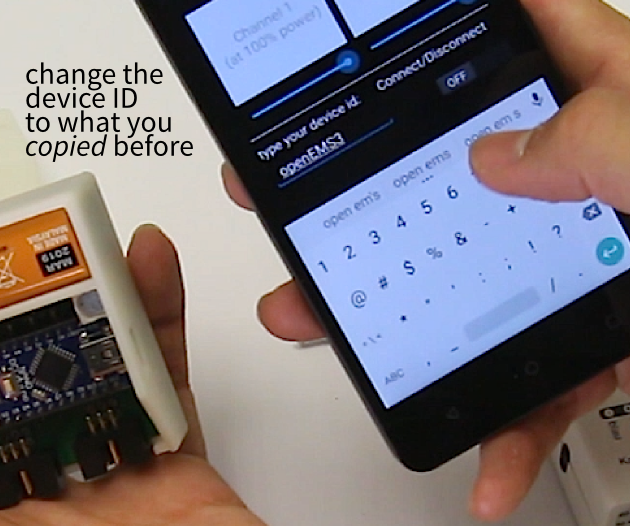 change the
device ID
to what you
copied before
Channel 1
(at 100% power)
Connect/Disconnect
OFF
type your device id:
openEMS3
open em's open ems open em s
1 2 3 4 5 6
@ # $ % & - +
* " ' : ; ! ?
ABC , _ / .
MAR
2019
MADE IN
MALAYSIA